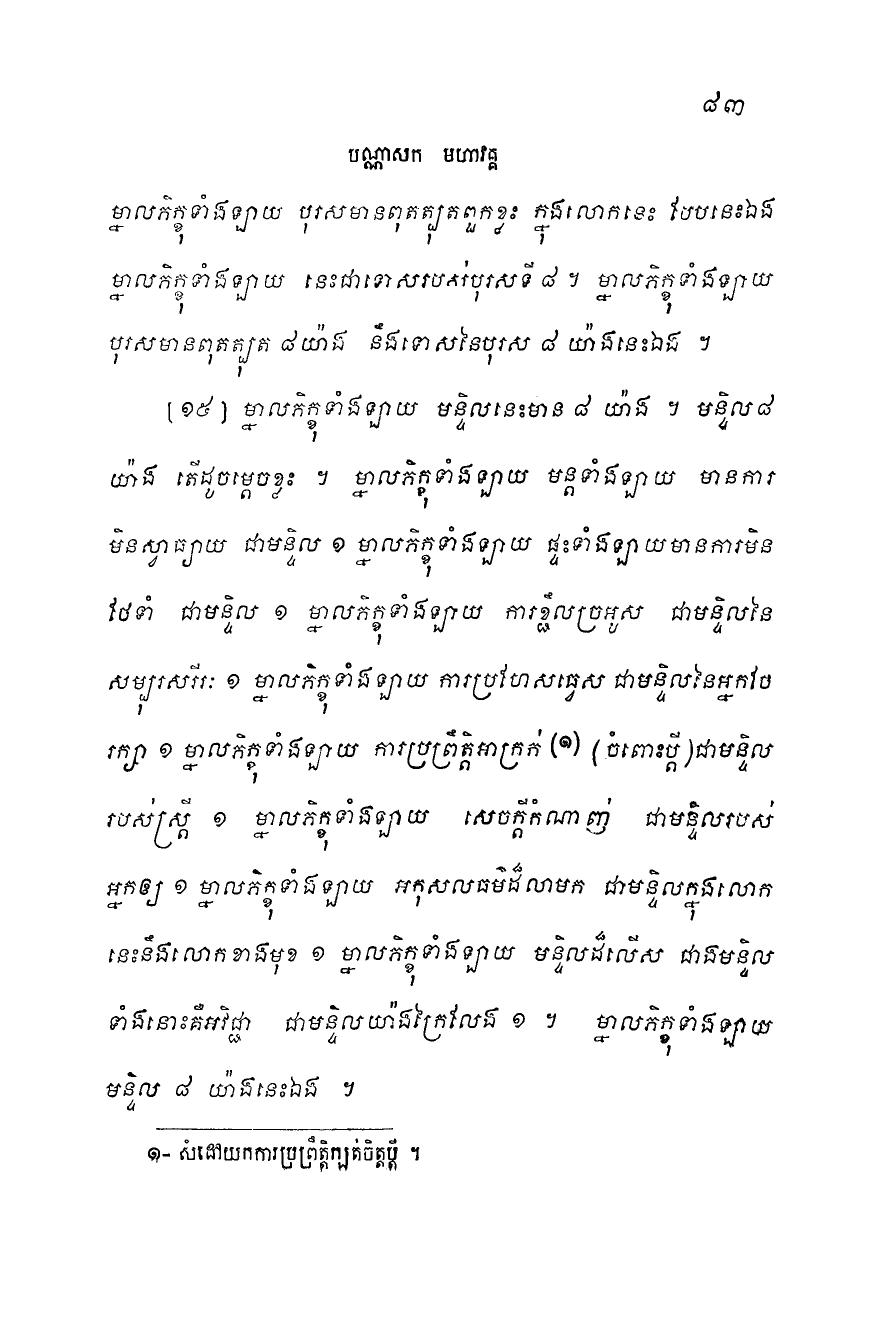 ៨៣
បណ្ណាសក មហាវគ្គ
ម្នាលភិក្ខុទាំងឡាយ បុរសមានពុតត្បុតពួកខ្លះ ក្នុងលោកនេះ បែបនេះឯង
ម្នាលភិក្ខុទាំងឡាយ នេះជាទោសរបស់បុរសទី ៨ ។ ម្នាលភិក្ខុទាំងឡាយ
បុរសមានពុតត្បុត ៨យ៉ាង នឹងទោសនៃបុរស ៨ យ៉ាងនេះឯង ។
[១៥] ម្នាលភិក្ខុទាំងឡាយ មន្ទិលនេះមាន ៨ យ៉ាង ។ មន្ទិល ៨
យ៉ាង តើដូចម្តេចខ្លះ ។ ម្នាលភិក្ខុទាំងឡាយ មន្តទាំងឡាយ មានការ
មិនស្វាធ្យាយ ជាមន្ទិល ១ ម្នាលភិក្ខុទាំងឡាយ ផ្ទះទាំងឡាយមានការមិន
ថែទាំ ជាមន្ទិល ១ ម្នាលភិក្ខុទាំងឡាយ ការខ្ជិលច្រអូស ជាមន្ទិលនៃ
សម្បុរសរីរៈ ១ ម្នាលភិក្ខុទាំងឡាយ ការប្រហែសធ្វេស ជាមន្ទិលនៃអ្នកថែ
រក្សា ១ ម្នាលភិក្ខុទាំងឡាយ ការប្រព្រឹត្តិអាក្រក់ (១) (ចំពោះប្តី)ជាមន្ទិល
របស់ស្រ្តី ១ ម្នាលភិក្ខុទាំងឡាយ សេចក្តីកំណាញ់ ជាមន្ទិលរបស់
អ្នកឲ្យ ១ ម្នាលភិក្ខុទាំងឡាយ អកុសលធម៌ដ៏លាមក ជាមន្ទិលក្នុងលោក
នេះនឹងលោកខាងមុខ ១ ម្នាលភិក្ខុទាំងឡាយ មន្ទិលដ៏លើស ជាងមន្ទិល
ទាំងនោះគឺអវិជ្ជា ជាមន្ទិលយ៉ាងក្រៃលែង ១ ។ ម្នាលភិក្ខុទាំងឡាយ
មន្ទិល ៨ យ៉ាងនេះឯង ។
១- សំដៅយកការប្រព្រឹត្តិក្បត់ចិត្តប្តី ។